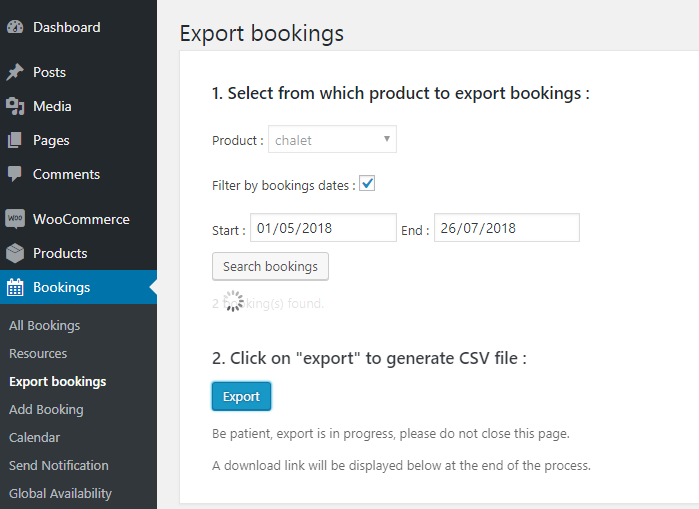 Dashboard
Posts
Media
Pages
Comments
WOO
WooCommerce
Products
Bookings
All Bookings
Resources
Export bookings
Add Booking
Calendar
Send Notification
Global Availability
Export bookings
1. Select from which product to export bookings :
Product : chalet
Filter by bookings dates :
Start : 01/05/2018 End : 26/07/2018
Search bookings
2 booking(s) found.
2. Click on "export" to generate CSV file :
Export
Be patient, export is in progress, please do not close this page.
A download link will be displayed below at the end of the process.